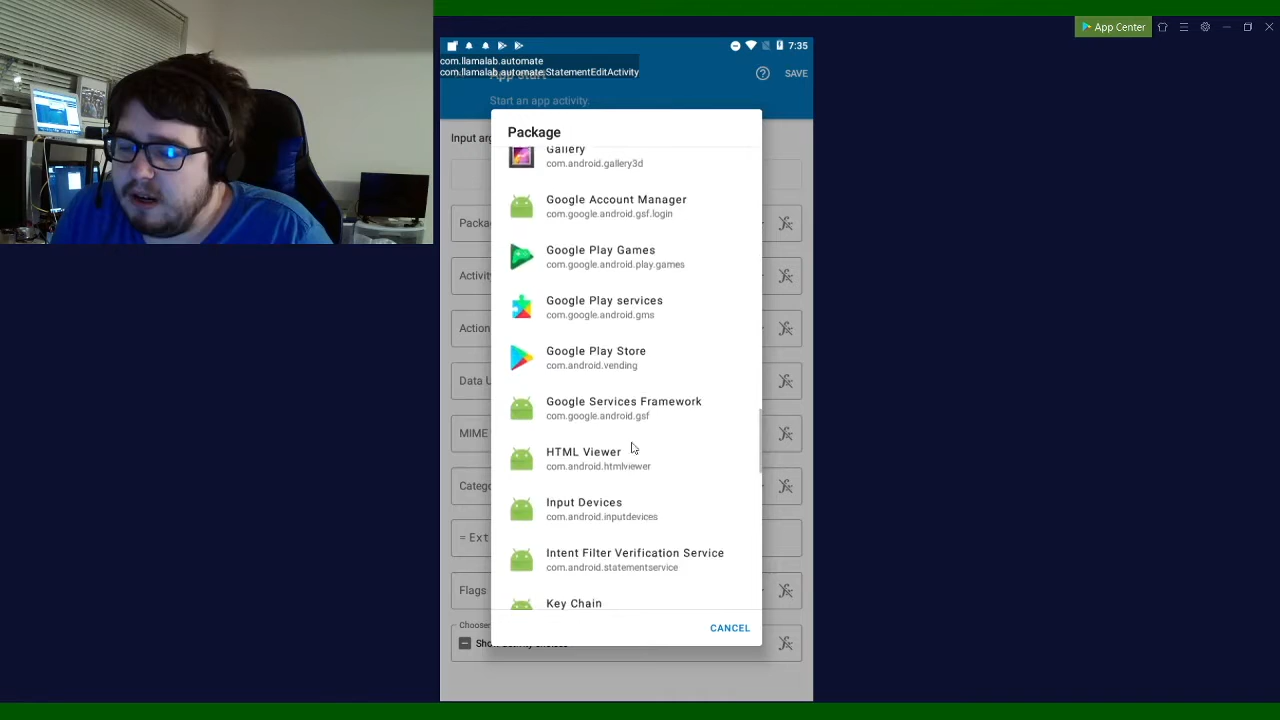 App Center
7:35
com.llamalab.automate
com.llamalab.automate.StatementEditActivity
App start
SAVE
Start an app activity.
Input arg
Package
Gallery
com.android.gallery3d
Google Account Manager
com.google.android.gsf.login
Packa
Google Play Games
com.google.android.play.games
Activit
Google Play services
com.google.android.gms
Action
Google Play Store
com.android.vending
Data U
Google Services Framework
com.google.android.gsf
MIME
HTML Viewer
com.android.htmlviewer
Catego
Input Devices
com.android.inputdevices
= Ext
Intent Filter Verification Service
com.android.statementservice
Flags
Key Chain
Choose
CANCEL